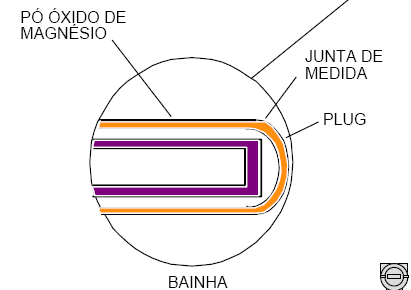 PÓ ÓXIDO DE
MAGNÉSIO
JUNTA DE
MEDIDA
PLUG
BAINHA